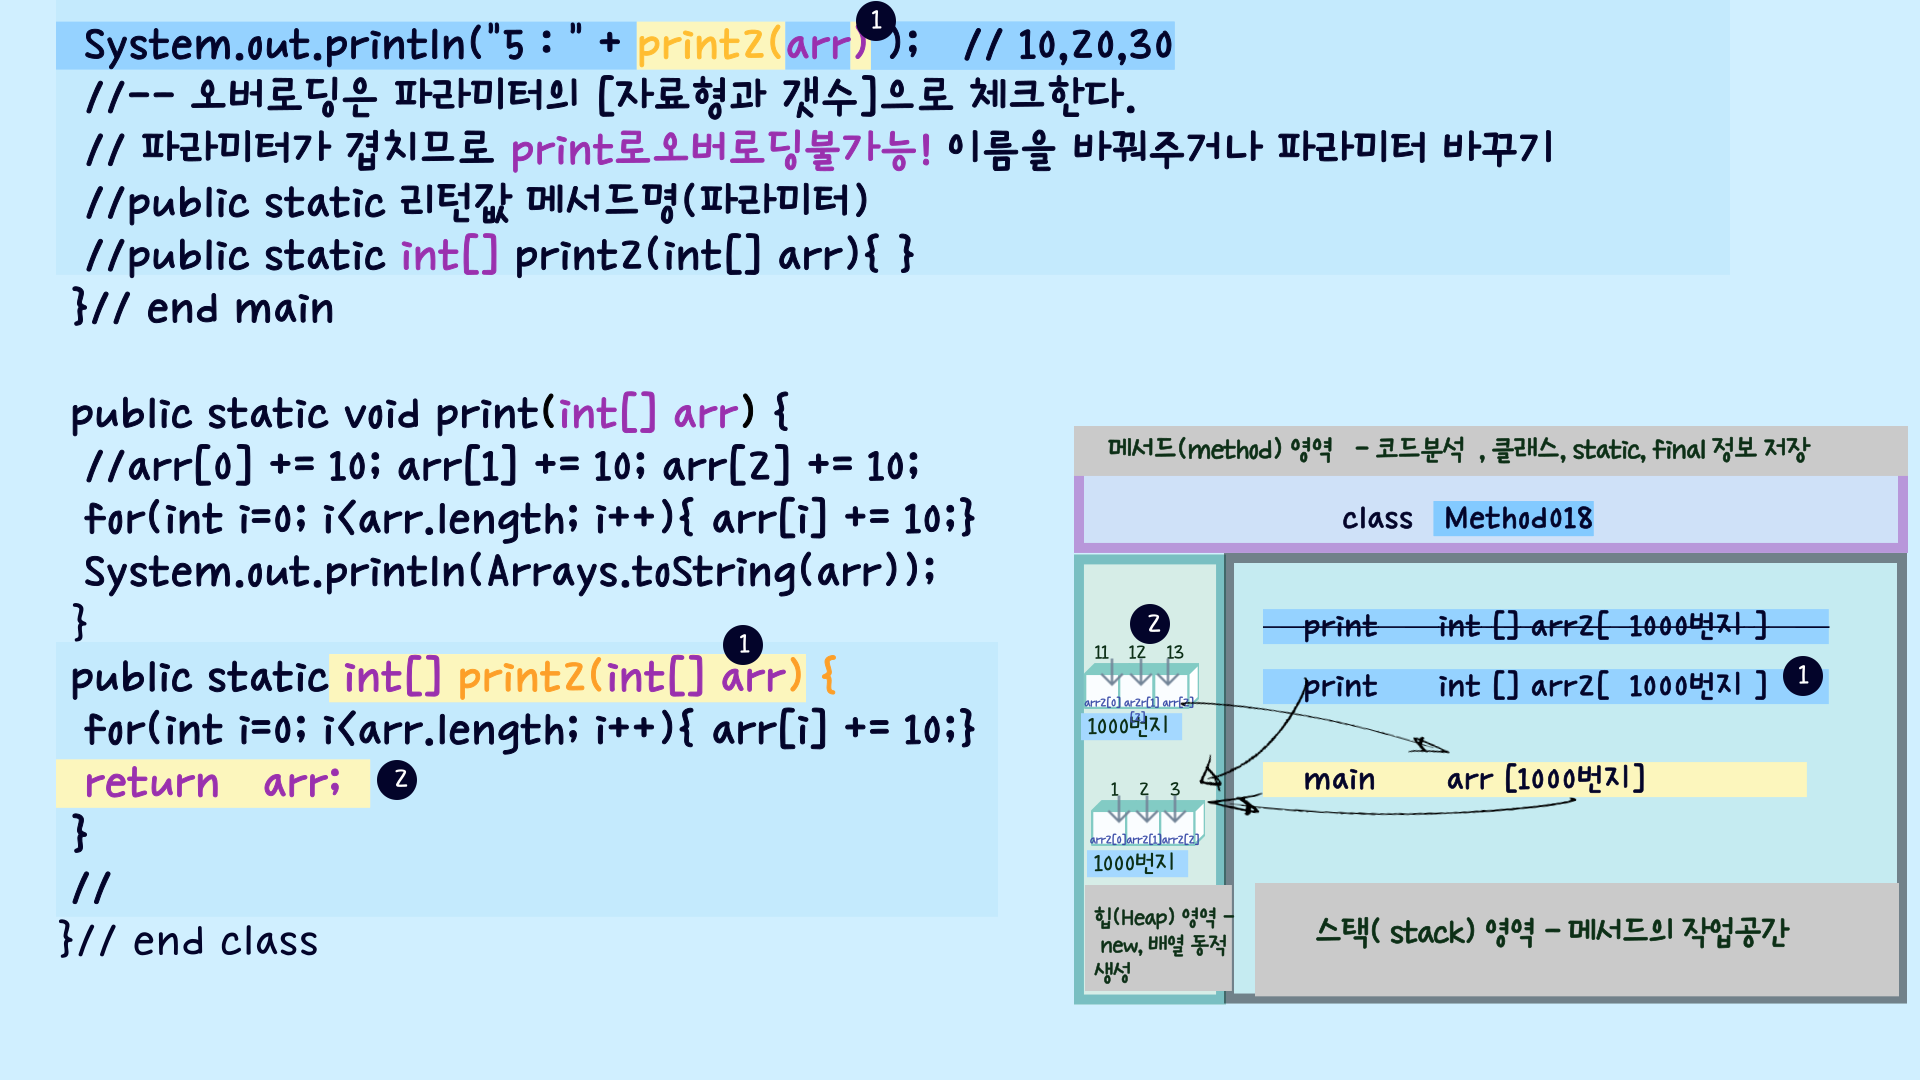 System.out.println("5 : " + print2(arr) ); // 10,20,30
1
//-- 오버로딩은 파라미터의 [자료형과 갯수]으로 체크한다.
// 파라미터가 겹치므로 print로오버로딩불가능! 이름을 바꿔주거나 파라미터 바꾸기
//public static 리턴값 메서드명(파라미터)
//public static int[] print2(int[] arr){ }
}// end main
public static void print(int[] arr) {
//arr[0] += 10; arr[1] += 10; arr[2] += 10;
for(int i=0; i<arr.length; i++){ arr[i] += 10;}
System.out.println(Arrays.toString(arr));
}
1
public static int[] print2(int[] arr) {
for(int i=0; i<arr.length; i++){ arr[i] += 10;}
return arr; 2
}
//
}// end class
메서드(method) 영역 - 코드분석 , 클래스, static, final 정보 저장
class Method018
2
11 12 13
arr2[0] ar2r[1] arr[2]
1000번지
1 2 3
arr2[0] arr2[1] arr2[2]
1000번지
힙(Heap) 영역 -
new, 배열 동적
생성
print int [] arr2[ 1000번지 ]
print int [] arr2[ 1000번지 ] 1
main arr [1000번지]
스택( stack) 영역 - 메서드의 작업공간